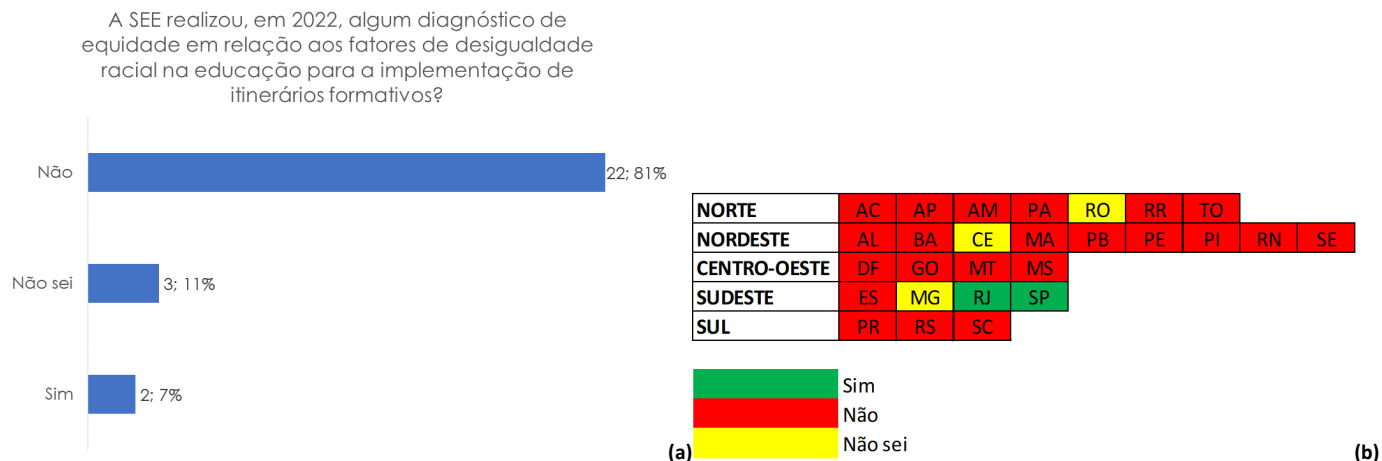 A SEE realizou, em 2022, algum diagnóstico de
equidade em relação aos fatores de desigualdade
racial na educação para a implementação de
itinerários formativos?
Não
22; 81%
Não sei
3; 11%
Sim
2; 7%
(a)
NORTE AC AP AM PA RO RR TO
NORDESTE AL BA CE MA PB PE PI RN SE
CENTRO-OESTE DF GO MT MS
SUDESTE ES MG RJ SP
SUL PR RS SC
Sim
Não
Não sei
(b)